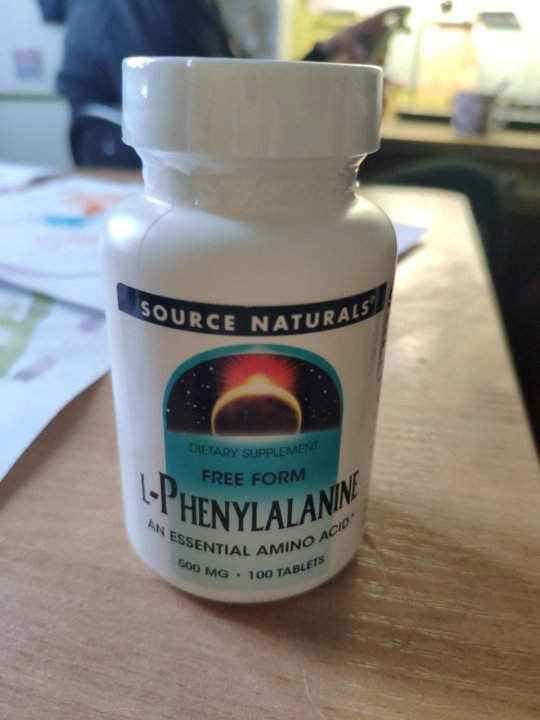 SOURCE NATURALS®
DIETARY SUPPLEMENT
FREE FORM
L-PHENYLALANINE
AN ESSENTIAL AMINO ACID*
500 MG • 100 TABLETS